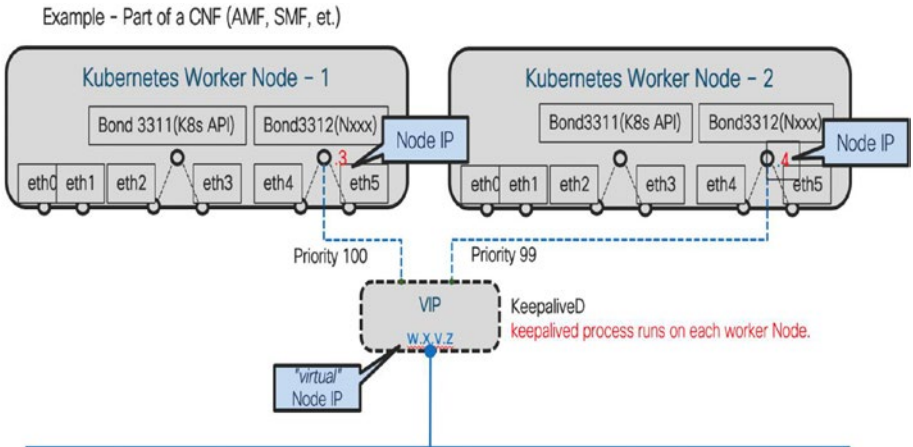 Example - Part of a CNF (AMF, SMF, et.)
Kubernetes Worker Node - 1
Kubernetes Worker Node - 2
Bond 3311(K8s API)
Bond3312(Nxxx)
Node IP
Bond3311(K8s API)
Bond3312(Nxxx)
Node IP
.3
.4
eth0
eth1
eth2
eth3
eth4
eth5
eth0
eth1
eth2
eth3
eth4
eth5
Priority 100
Priority 99
VIP
w.x.v.z
KeepaliveD
keepalived process runs on each worker Node.
"virtual"
Node IP